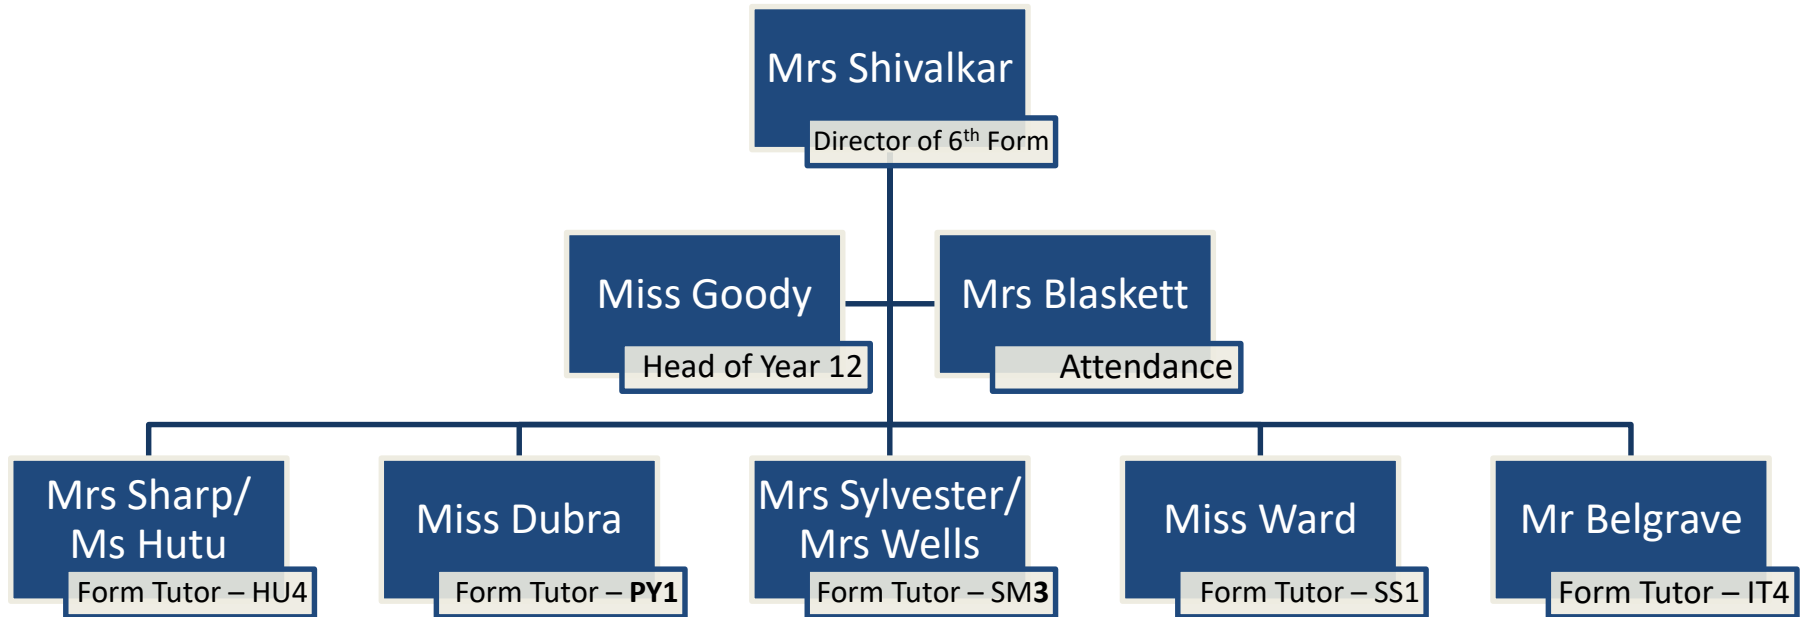 Mrs Shivalkar
Director of 6th Form
Miss Goody
Head of Year 12
Mrs Blaskett
Attendance
Mrs Sharp/
Ms Hutu
Form Tutor – HU4
Miss Dubra
Form Tutor – PY1
Mrs Sylvester/
Mrs Wells
Form Tutor – SM3
Miss Ward
Form Tutor – SS1
Mr Belgrave
Form Tutor – IT4